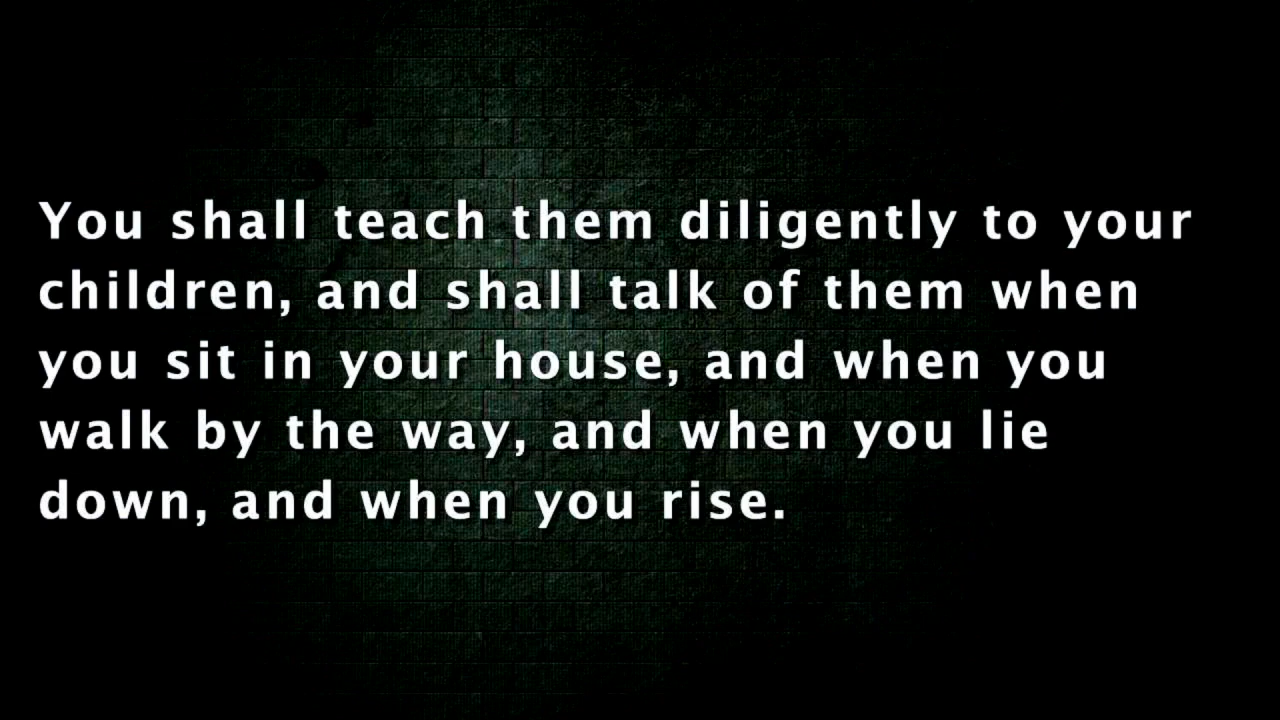 You shall teach them diligently to your
children, and shall talk of them when
you sit in your house, and when you
walk by the way, and when you lie
down, and when you rise.